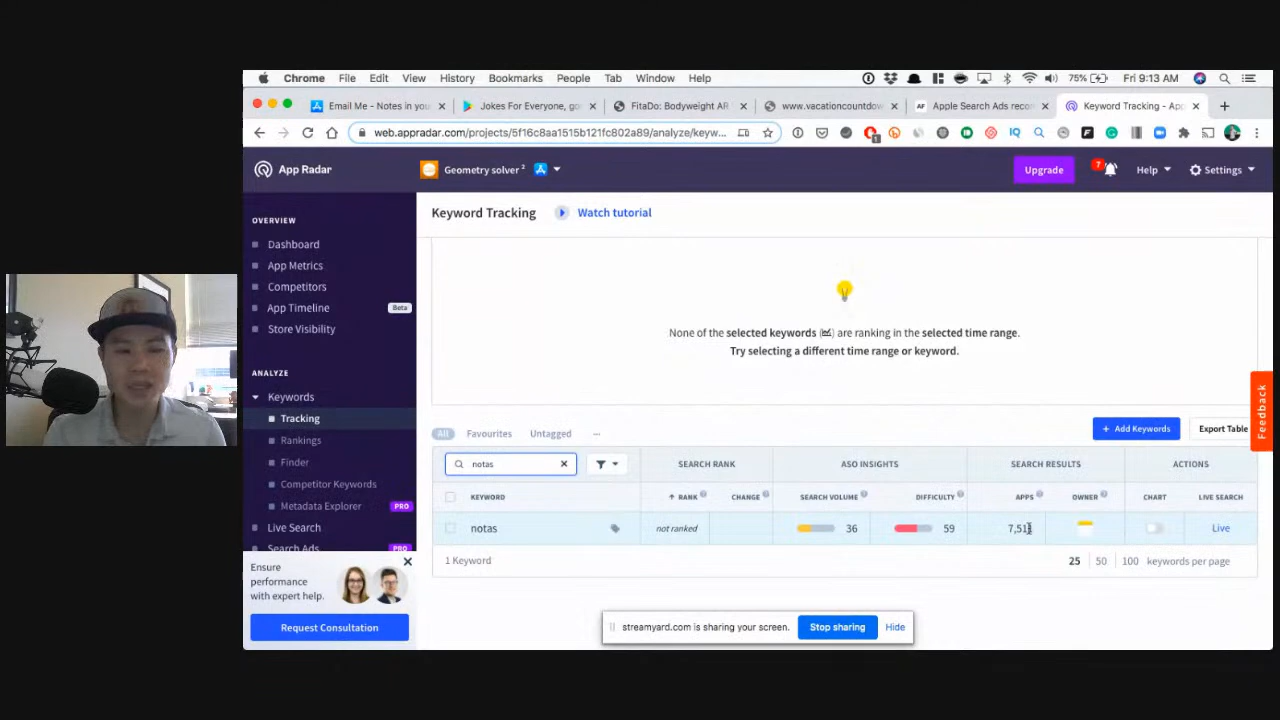 Chrome File Edit View History Bookmarks People Tab Window Help 75% Fri 9:13 AM
Email Me - Notes in you
Jokes For Everyone, go
FitaDo: Bodyweight AR
www.vacationcountdow
Apple Search Ads reco
Keyword Tracking - Ap
web.appradar.com/projects/5f16c8aa1515b121fc802a89/analyze/keyw...
App Radar
Geometry solver ²
Upgrade
7
Help
Settings
OVERVIEW
Dashboard
App Metrics
Competitors
App Timeline Beta
Store Visibility
ANALYZE
Keywords
Tracking
Rankings
Finder
Competitor Keywords
Metadata Explorer PRO
Live Search
Search Ads PRO
Ensure
performance
with expert help.
Request Consultation
Keyword Tracking Watch tutorial
None of the selected keywords are ranking in the selected time range.
Try selecting a different time range or keyword.
Feedback
All Favourites Untagged ...
+ Add Keywords
Export Table
notas
SEARCH RANK
ASO INSIGHTS
SEARCH RESULTS
ACTIONS
KEYWORD RANK CHANGE SEARCH VOLUME DIFFICULTY APPS OWNER CHART LIVE SEARCH
notas not ranked 36 59 Live
1 Keyword
25 50 100 keywords per page
streamyard.com is sharing your screen. Stop sharing Hide